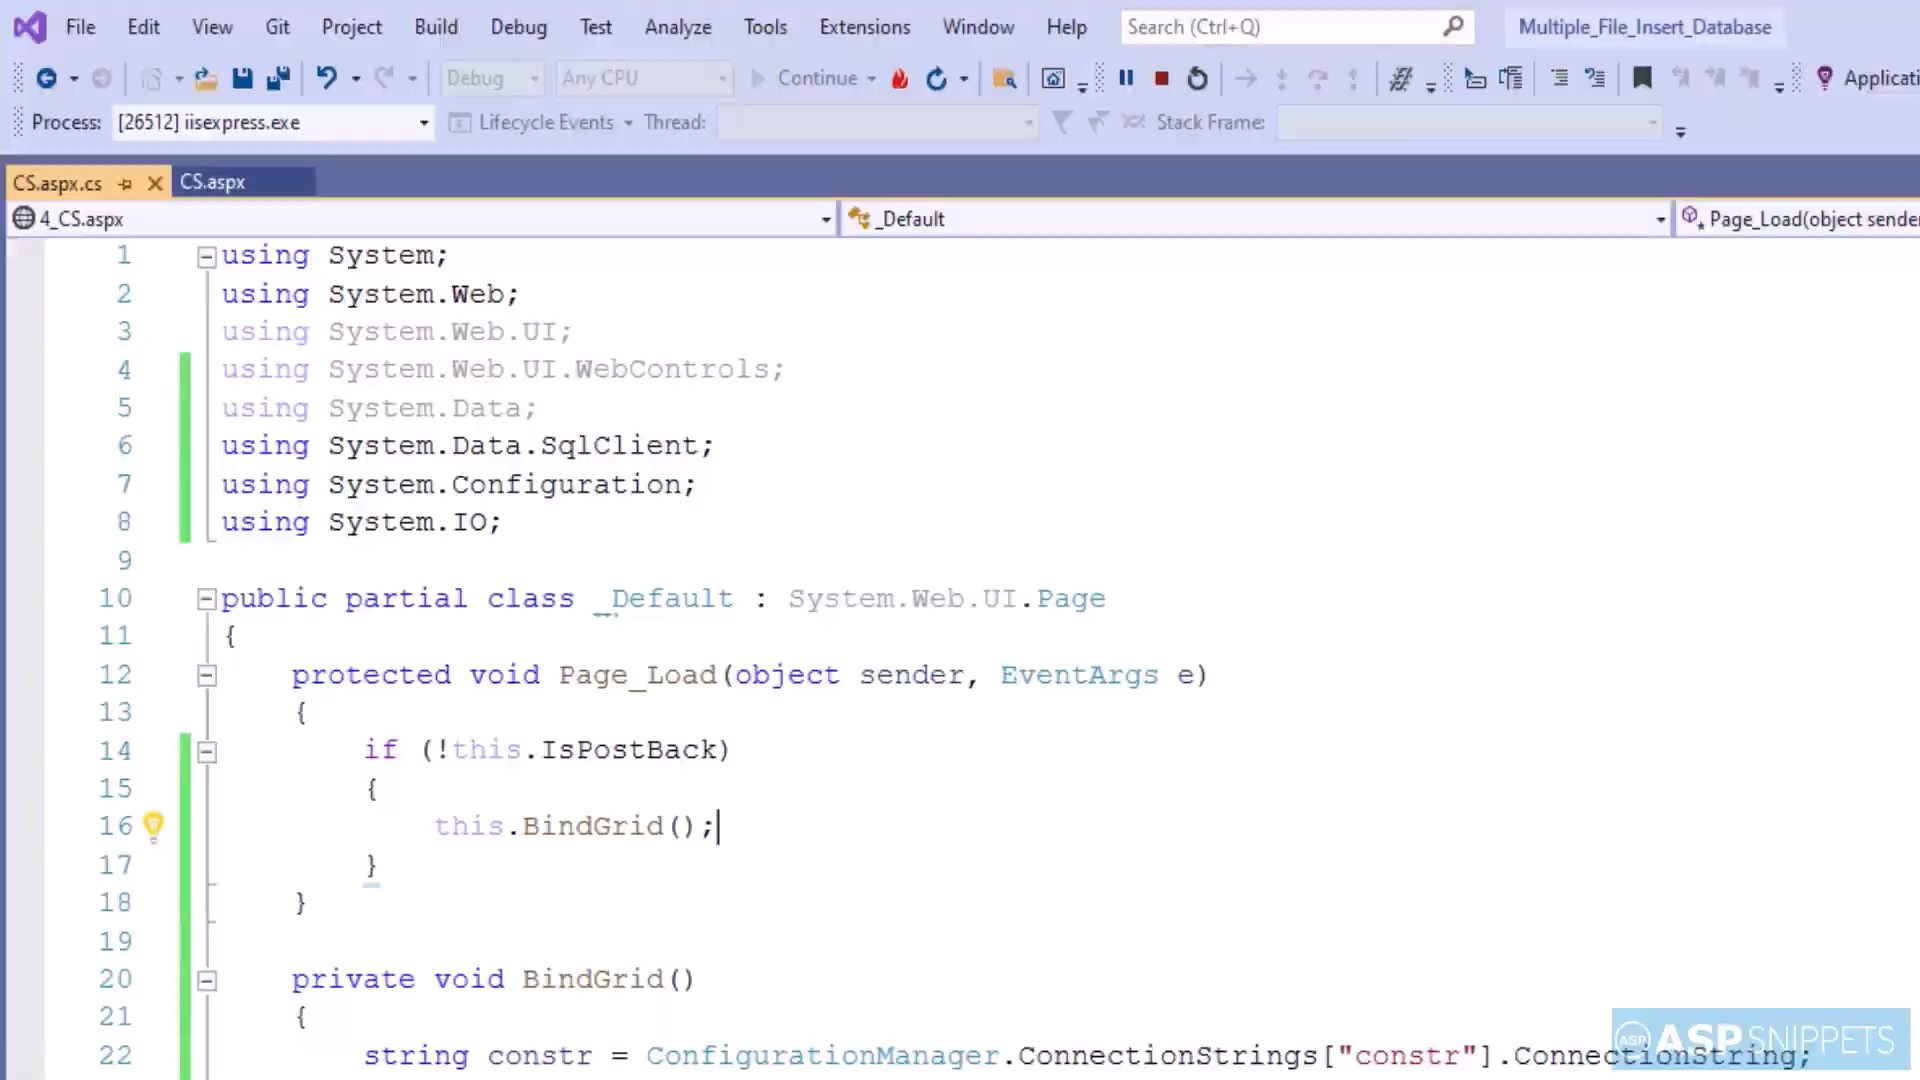 File Edit View Git Project Build Debug Test Analyze Tools Extensions Window Help Search (Ctrl+Q) Multiple_File_Insert_Database
Debug Any CPU Continue Applicati
Process: [26512] iisexpress.exe Lifecycle Events Thread: Stack Frame:
CS.aspx.cs CS.aspx
4_CS.aspx _Default Page_Load(object sender
1 using System;
2 using System.Web;
3 using System.Web.UI;
4 using System.Web.UI.WebControls;
5 using System.Data;
6 using System.Data.SqlClient;
7 using System.Configuration;
8 using System.IO;
9
10 public partial class _Default : System.Web.UI.Page
11 {
12 protected void Page_Load(object sender, EventArgs e)
13 {
14 if (!this.IsPostBack)
15 {
16 this.BindGrid();
17 }
18 }
19
20 private void BindGrid()
21 {
22 string constr = ConfigurationManager.ConnectionStrings["constr"].ConnectionString;
ASP ASPSNIPPETS